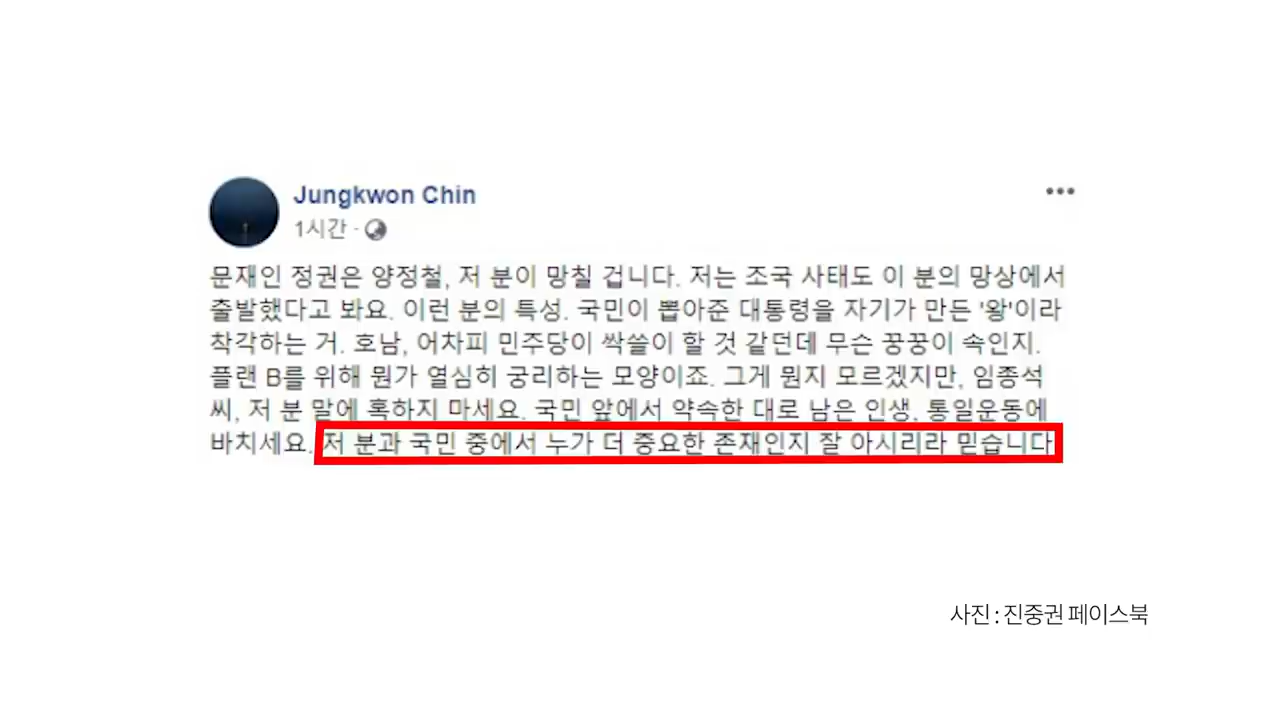 Jungkwon Chin
1시간 ·
문재인 정권은 양정철, 저 분이 망칠 겁니다. 저는 조국 사태도 이 분의 망상에서
출발했다고 봐요. 이런 분의 특성. 국민이 뽑아준 대통령을 자기가 만든 '왕'이라
착각하는 거. 호남, 어차피 민주당이 싹쓸이 할 것 같던데 무슨 꿍꿍이 속인지.
플랜 B를 위해 뭔가 열심히 궁리하는 모양이죠. 그게 뭔지 모르겠지만, 임종석
씨, 저 분 말에 혹하지 마세요. 국민 앞에서 약속한 대로 남은 인생, 통일운동에
바치세요. 저 분과 국민 중에서 누가 더 중요한 존재인지 잘 아시리라 믿습니다
사진 : 진중권 페이스북